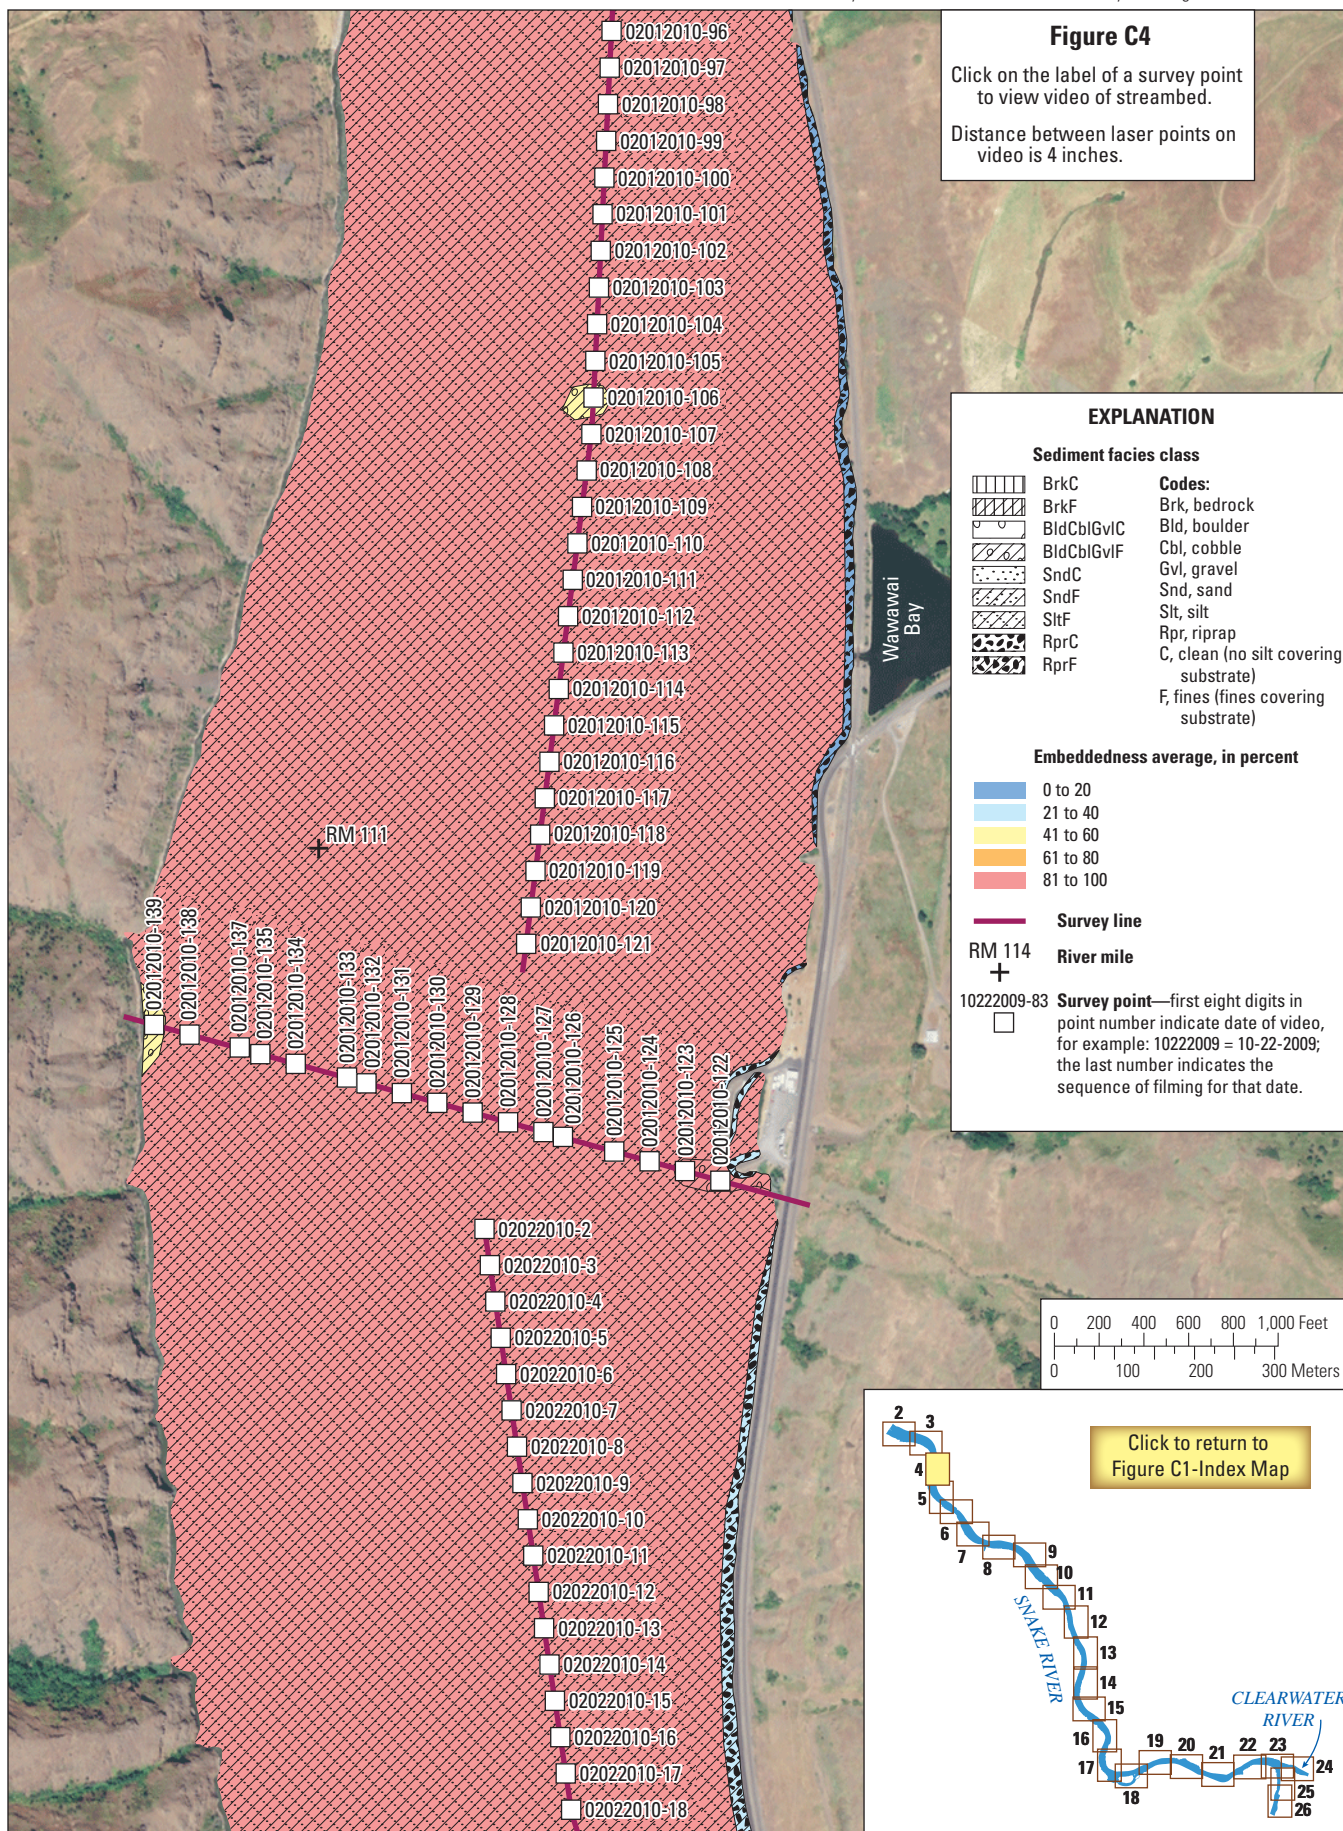 Figure C4
Click on the label of a survey point
to view video of streambed.
Distance between laser points on
video is 4 inches.
02012010-96
02012010-97
02012010-98
02012010-99
02012010-100
02012010-101
02012010-102
02012010-103
02012010-104
02012010-105
02012010-106
02012010-107
02012010-108
02012010-109
02012010-110
02012010-111
02012010-112
02012010-113
02012010-114
02012010-115
02012010-116
02012010-117
02012010-118
02012010-119
02012010-120
02012010-121
Wawawai
Bay
RM 111
02012010-139
02012010-138
02012010-137
02012010-135
02012010-134
02012010-133
02012010-132
02012010-131
02012010-130
02012010-129
02012010-128
02012010-127
02012010-126
02012010-125
02012010-124
02012010-123
02012010-122
02022010-2
02022010-3
02022010-4
02022010-5
02022010-6
02022010-7
02022010-8
02022010-9
02022010-10
02022010-11
02022010-12
02022010-13
02022010-14
02022010-15
02022010-16
02022010-17
02022010-18
EXPLANATION
Sediment facies class
BrkC
BrkF
BldCblGvlC
BldCblGvlF
SndC
SndF
SltF
RprC
RprF
Codes:
Brk, bedrock
Bld, boulder
Cbl, cobble
Gvl, gravel
Snd, sand
Slt, silt
Rpr, riprap
C, clean (no silt covering
substrate)
F, fines (fines covering
substrate)
Embeddedness average, in percent
0 to 20
21 to 40
41 to 60
61 to 80
81 to 100
Survey line
RM 114
River mile
10222009-83 Survey point—first eight digits in
point number indicate date of video,
for example: 10222009 = 10-22-2009;
the last number indicates the
sequence of filming for that date.
0 200 400 600 800 1,000 Feet
0 100 200 300 Meters
Click to return to
Figure C1-Index Map
2
3
4
5
6
7
8
9
10
11
12
13
14
15
16
17
18
19
20
21
22
23
24
25
26
SNAKE RIVER
CLEARWATER
RIVER